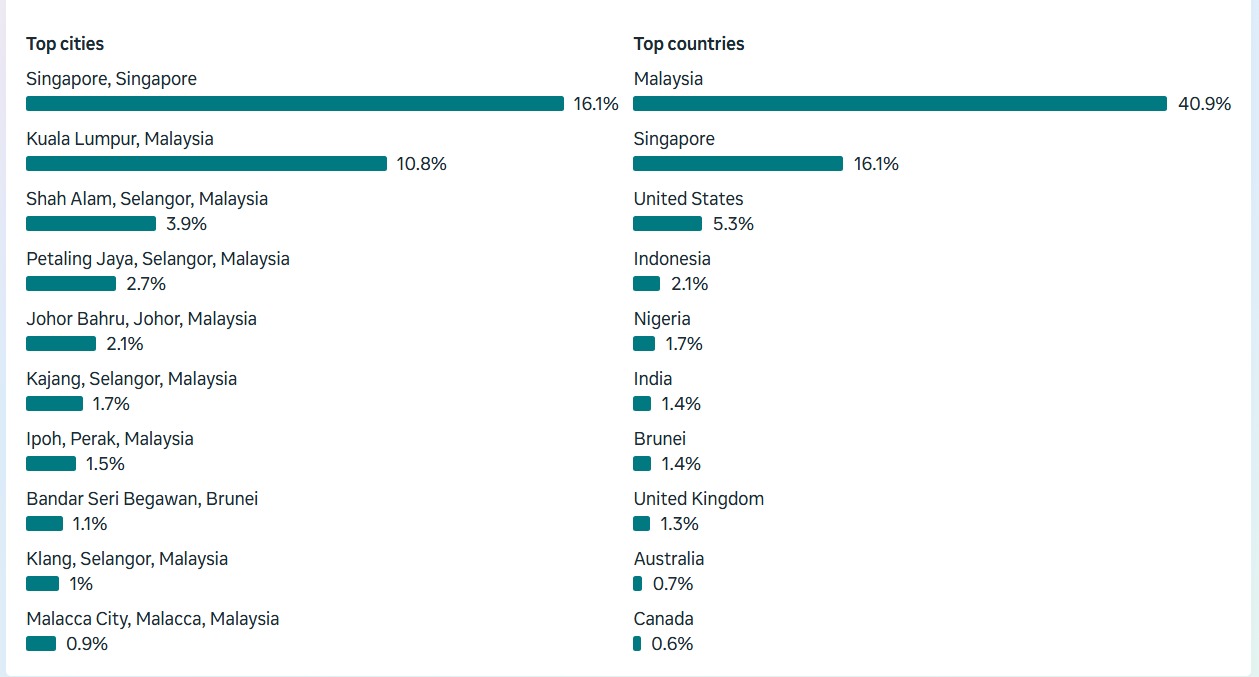 Top cities
Singapore, Singapore
16.1%
Kuala Lumpur, Malaysia
10.8%
Shah Alam, Selangor, Malaysia
3.9%
Petaling Jaya, Selangor, Malaysia
2.7%
Johor Bahru, Johor, Malaysia
2.1%
Kajang, Selangor, Malaysia
1.7%
Ipoh, Perak, Malaysia
1.5%
Bandar Seri Begawan, Brunei
1.1%
Klang, Selangor, Malaysia
1%
Malacca City, Malacca, Malaysia
0.9%
Top countries
Malaysia
40.9%
Singapore
16.1%
United States
5.3%
Indonesia
2.1%
Nigeria
1.7%
India
1.4%
Brunei
1.4%
United Kingdom
1.3%
Australia
0.7%
Canada
0.6%